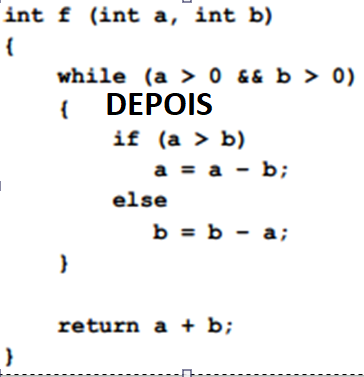 int f (int a, int b)
{
    while (a > 0 && b > 0)
    {   DEPOIS
        if (a > b)
            a = a - b;
        else
            b = b - a;
    }

    return a + b;
}